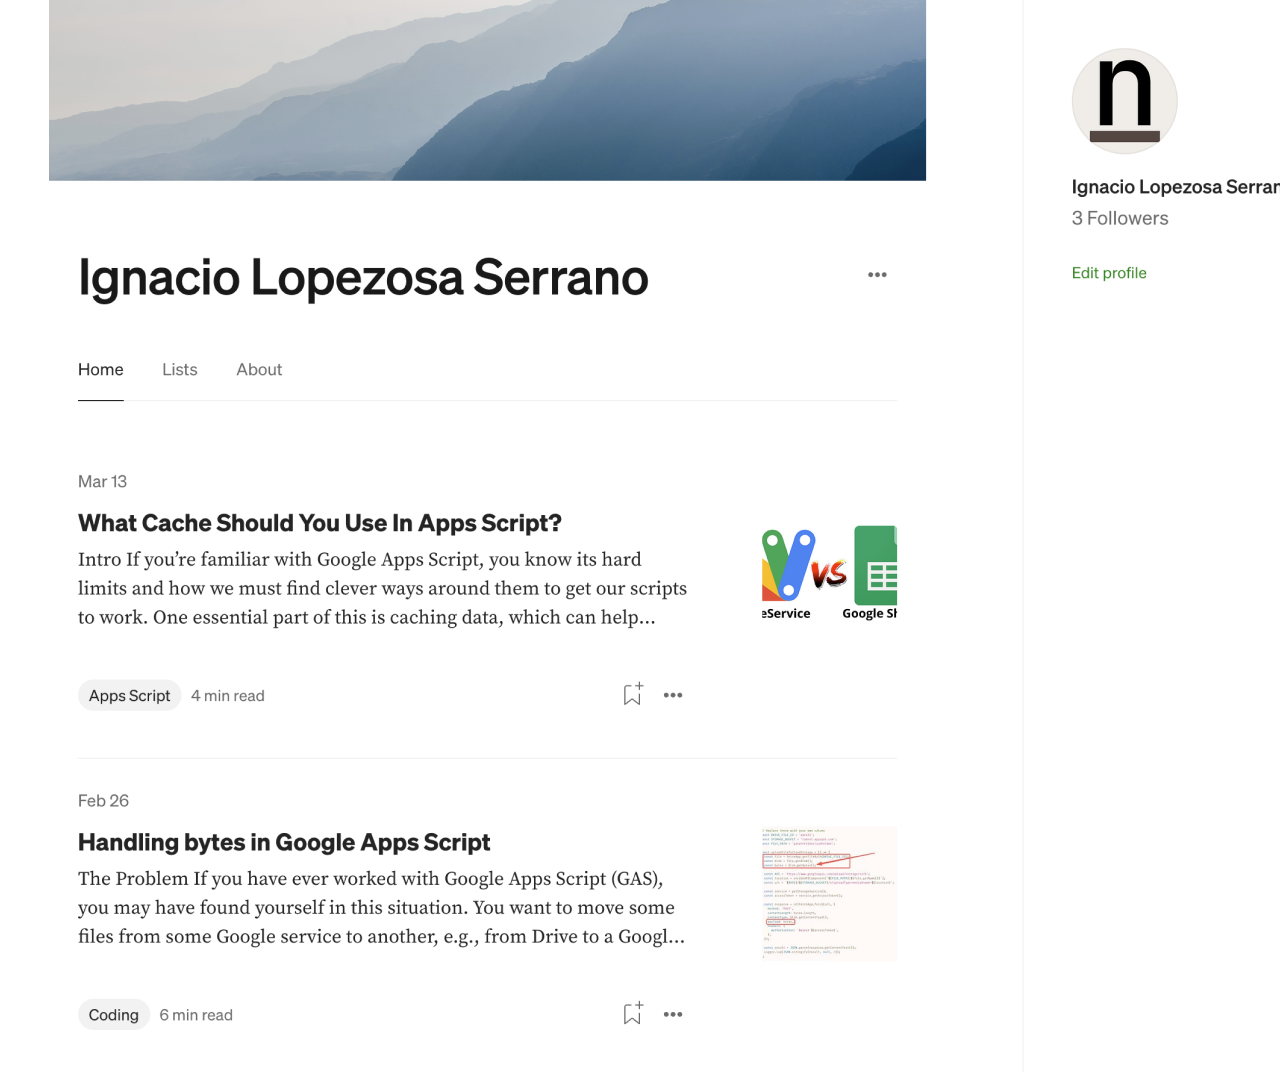 n
Ignacio Lopezosa Serran
3 Followers
Edit profile
Ignacio Lopezosa Serrano
Home Lists About
Mar 13
What Cache Should You Use In Apps Script?
Intro If you’re familiar with Google Apps Script, you know its hard
limits and how we must find clever ways around them to get our scripts
to work. One essential part of this is caching data, which can help…
VS
eService Google Sh
Apps Script 4 min read
Feb 26
Handling bytes in Google Apps Script
The Problem If you have ever worked with Google Apps Script (GAS),
you may have found yourself in this situation. You want to move some
files from some Google service to another, e.g., from Drive to a Googl…
Coding 6 min read